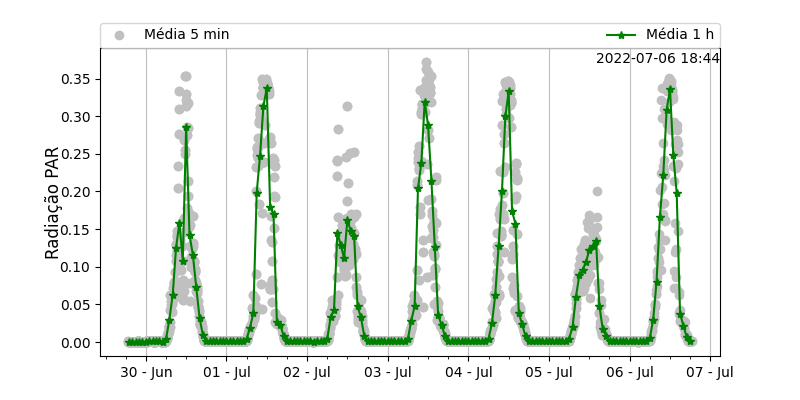 Média 5 min
Média 1 h
2022-07-06 18:44
Radiação PAR
0.35
0.30
0.25
0.20
0.15
0.10
0.05
0.00
30 - Jun
01 - Jul
02 - Jul
03 - Jul
04 - Jul
05 - Jul
06 - Jul
07 - Jul